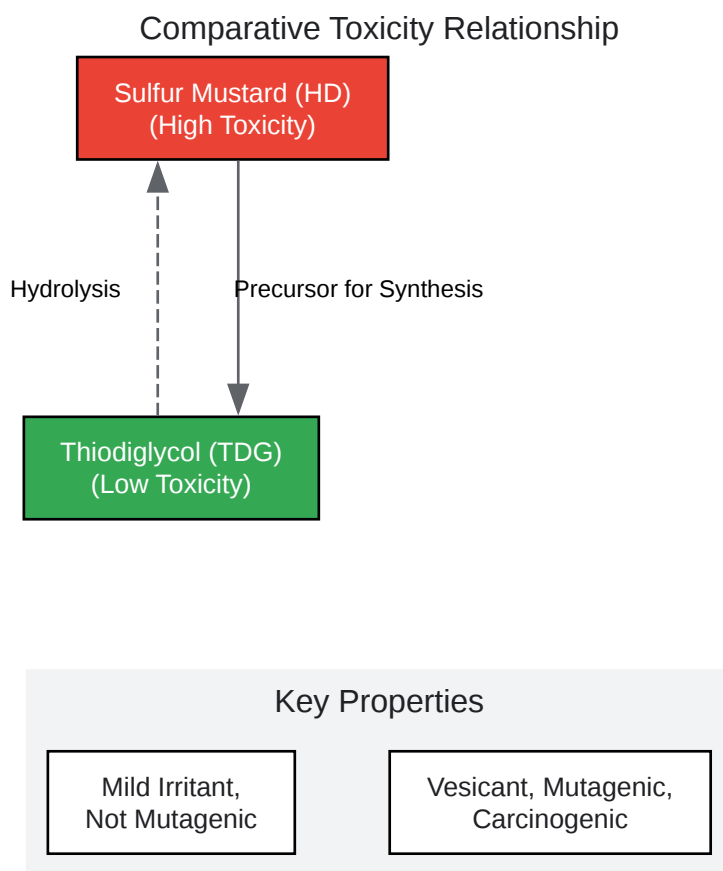 Comparative Toxicity Relationship
Sulfur Mustard (HD)
(High Toxicity)
Hydrolysis
Precursor for Synthesis
Thiodiglycol (TDG)
(Low Toxicity)
Key Properties
Mild Irritant,
Not Mutagenic
Vesicant, Mutagenic,
Carcinogenic